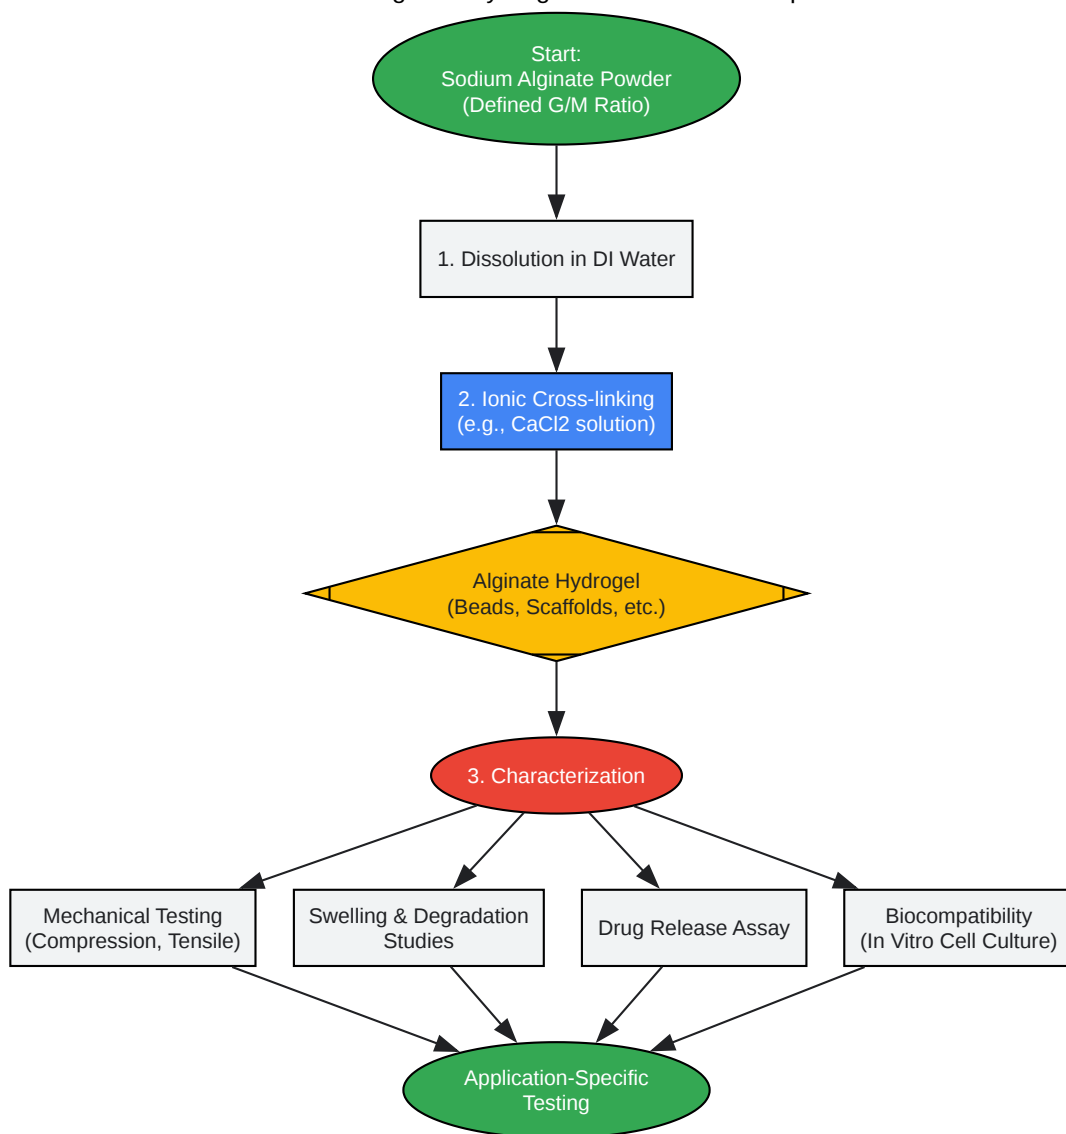 Start:
Sodium Alginate Powder
(Defined G/M Ratio)
1. Dissolution in DI Water
2. Ionic Cross-linking
(e.g., CaCl2 solution)
Alginate Hydrogel
(Beads, Scaffolds, etc.)
3. Characterization
Mechanical Testing
(Compression, Tensile)
Swelling & Degradation
Studies
Drug Release Assay
Biocompatibility
(In Vitro Cell Culture)
Application-Specific
Testing